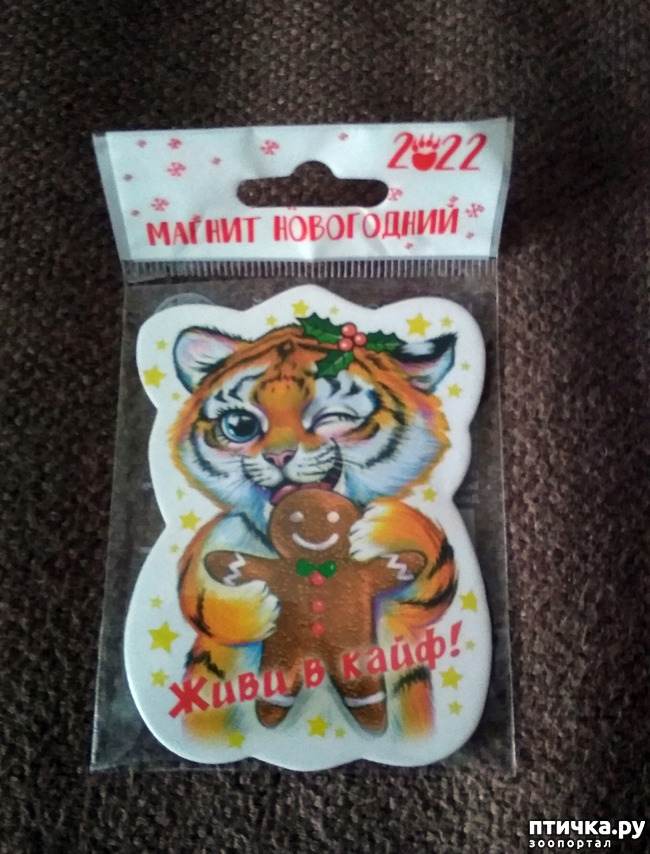 2022
МАГНИТ НОВОГОДНИЙ
Живи в кайф!
птичка.ру
зоопортал